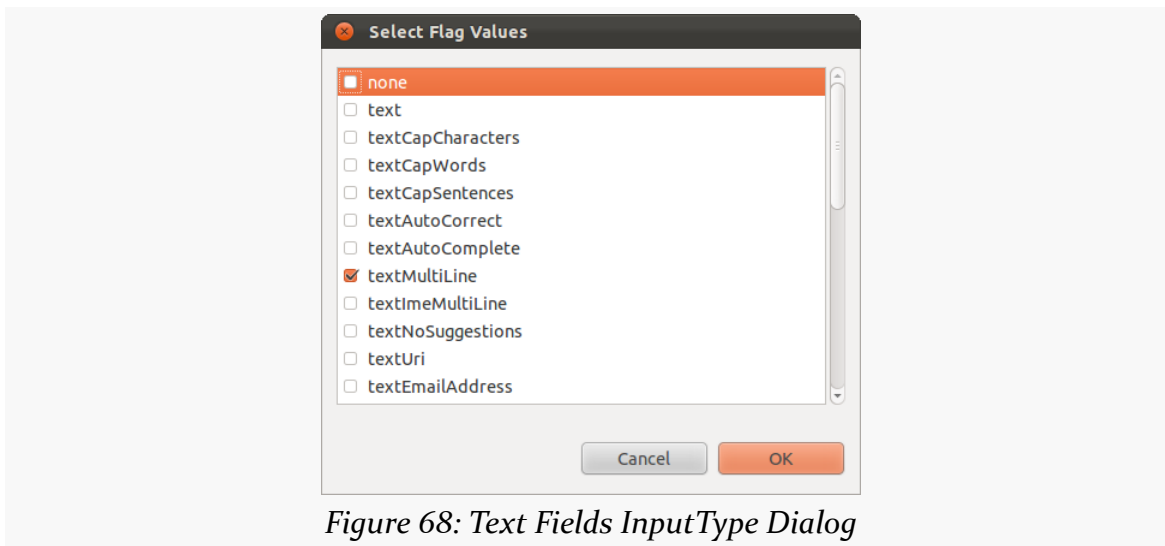 Select Flag Values
none
text
textCapCharacters
textCapWords
textCapSentences
textAutoCorrect
textAutoComplete
textMultiLine
textImeMultiLine
textNoSuggestions
textUri
textEmailAddress
Cancel OK
Figure 68: Text Fields InputType Dialog